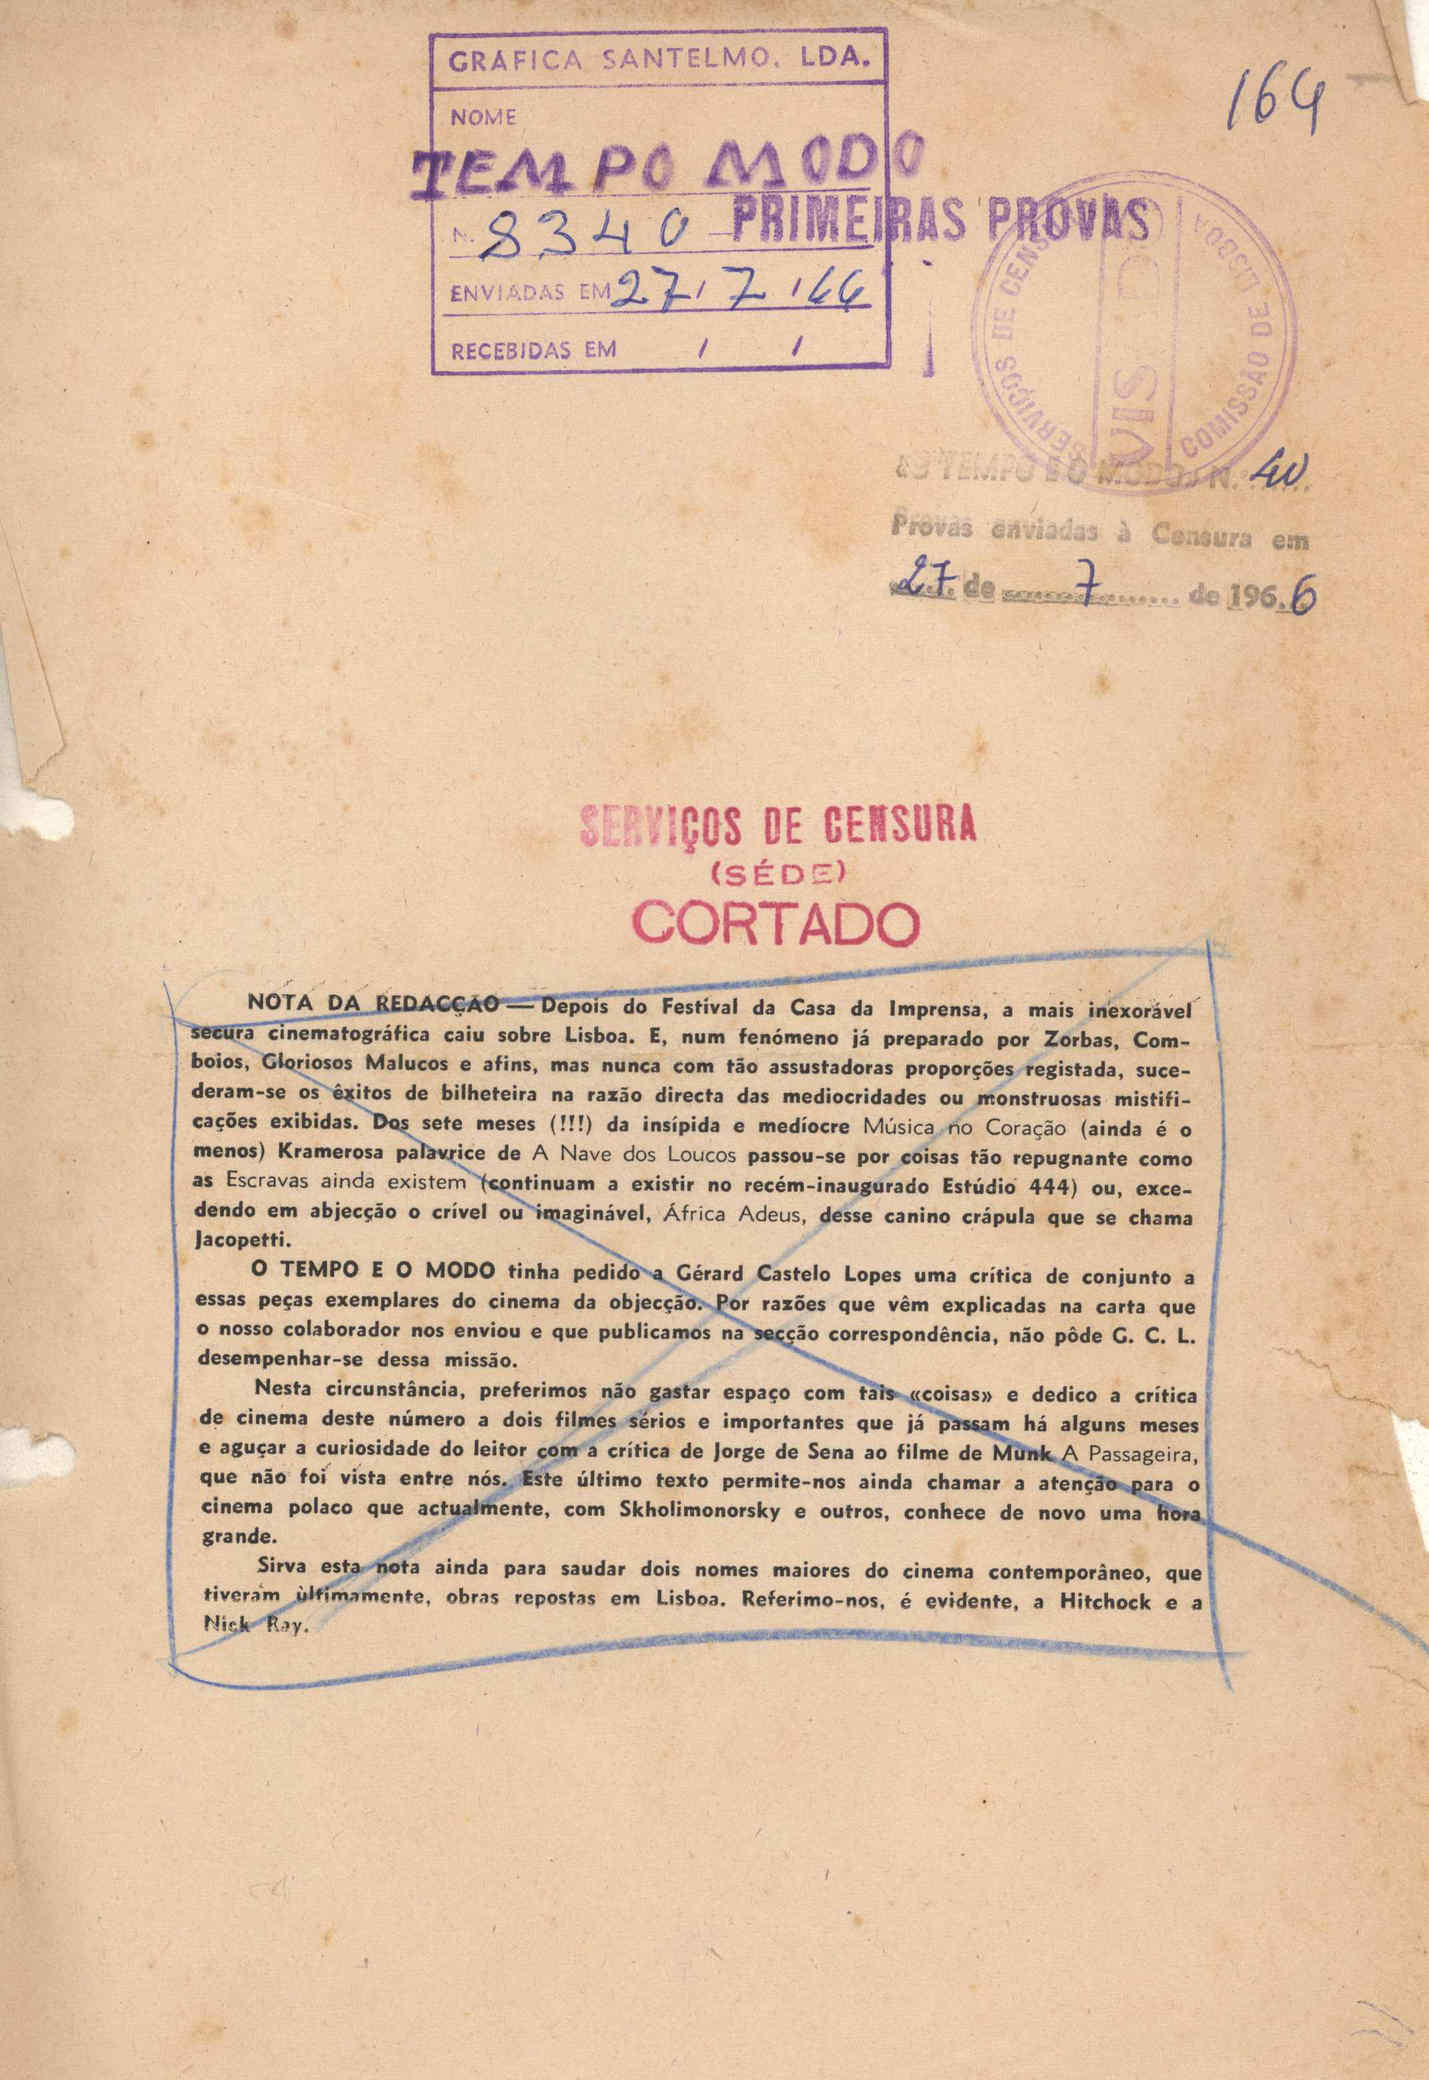 GRÁFICA SANTELMO, LDA.
164
NOME
TEMPO MODO
N. 8340 PRIMEIRAS PROVAS
ENVIADAS EM 27/7/66
RECEBIDAS EM / /
SERVIÇOS DE CENSURA
COMISSÃO DE LISBOA
VISADO
«O TEMPO E O MODO» N.º 40
Provas enviadas à Censura em
27 de 7 de 1966
SERVIÇOS DE CENSURA
(SÉDE)
CORTADO
NOTA DA REDACÇÃO — Depois do Festival da Casa da Imprensa, a mais inexorável
secura cinematográfica caiu sobre Lisboa. E, num fenómeno já preparado por Zorbas, Com-
boios, Gloriosos Malucos e afins, mas nunca com tão assustadoras proporções registada, suce-
deram-se os êxitos de bilheteira na razão directa das mediocridades ou monstruosas mistifi-
cações exibidas. Dos sete meses (!!!) da insípida e medíocre Música no Coração (ainda é o
menos) Kramerosa palavrice de A Nave dos Loucos passou-se por coisas tão repugnante como
as Escravas ainda existem (continuam a existir no recém-inaugurado Estúdio 444) ou, exce-
dendo em abjecção o crível ou imaginável, África Adeus, desse canino crápula que se chama
Jacopetti.
O TEMPO E O MODO tinha pedido a Gérard Castelo Lopes uma crítica de conjunto a
essas peças exemplares do cinema da objecção. Por razões que vêm explicadas na carta que
o nosso colaborador nos enviou e que publicamos na secção correspondência, não pôde G. C. L.
desempenhar-se dessa missão.
Nesta circunstância, preferimos não gastar espaço com tais «coisas» e dedico a crítica
de cinema deste número a dois filmes sérios e importantes que já passam há alguns meses
e aguçar a curiosidade do leitor com a crítica de Jorge de Sena ao filme de Munk A Passageira,
que não foi vista entre nós. Este último texto permite-nos ainda chamar a atenção para o
cinema polaco que actualmente, com Skholimonorsky e outros, conhece de novo uma hora
grande.
Sirva esta nota ainda para saudar dois nomes maiores do cinema contemporâneo, que
tiveram ùltimamente, obras repostas em Lisboa. Referimo-nos, é evidente, a Hitchock e a
Nick Ray.